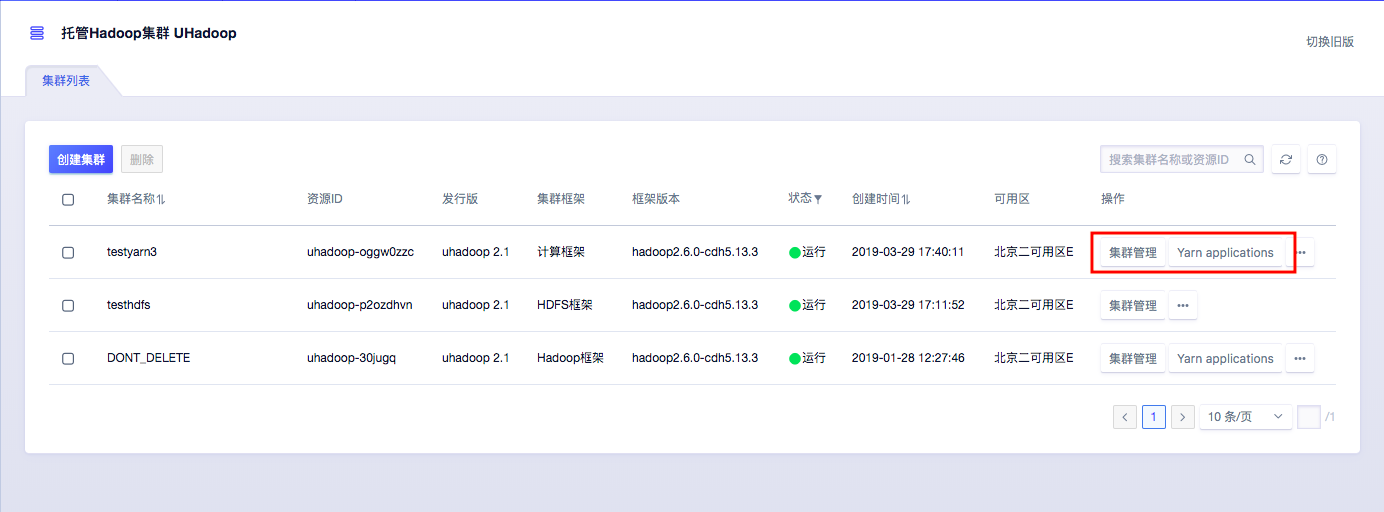 托管Hadoop集群 UHadoop
切换旧版
集群列表
创建集群 删除 搜索集群名称或资源ID
集群名称 资源ID 发行版 集群框架 框架版本 状态 创建时间 可用区 操作
testyarn3 uhadoop-oggw0zzc uhadoop 2.1 计算框架 hadoop2.6.0-cdh5.13.3 运行 2019-03-29 17:40:11 北京二可用区E 集群管理 Yarn applications ...
testhdfs uhadoop-p2ozdhvn uhadoop 2.1 HDFS框架 hadoop2.6.0-cdh5.13.3 运行 2019-03-29 17:11:52 北京二可用区E 集群管理 ...
DONT_DELETE uhadoop-30jugq uhadoop 2.1 Hadoop框架 hadoop2.6.0-cdh5.13.3 运行 2019-01-28 12:27:46 北京二可用区E 集群管理 Yarn applications ...
1 10 条/页 /1